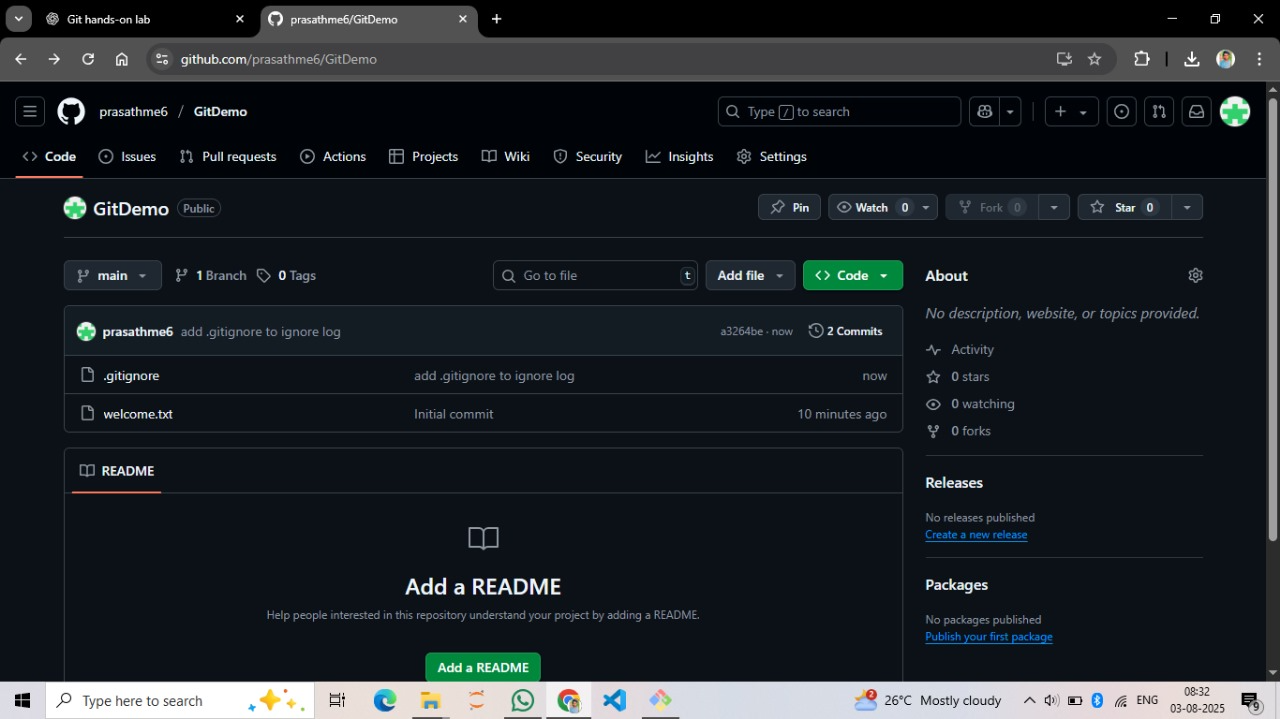 Git hands-on lab
prasathme6/GitDemo
github.com/prasathme6/GitDemo
prasathme6 / GitDemo
Type / to search
Code Issues Pull requests Actions Projects Wiki Security Insights Settings
GitDemo Public
Pin Watch 0 Fork 0 Star 0
main 1 Branch 0 Tags Go to file t Add file Code
prasathme6 add .gitignore to ignore log a3264be · now 2 Commits
.gitignore add .gitignore to ignore log now
welcome.txt Initial commit 10 minutes ago
README
Add a README
Help people interested in this repository understand your project by adding a README.
Add a README
About
No description, website, or topics provided.
Activity
0 stars
0 watching
0 forks
Releases
No releases published
Create a new release
Packages
No packages published
Publish your first package
Type here to search
2
26°C Mostly cloudy
ENG
08:32
03-08-2025
9